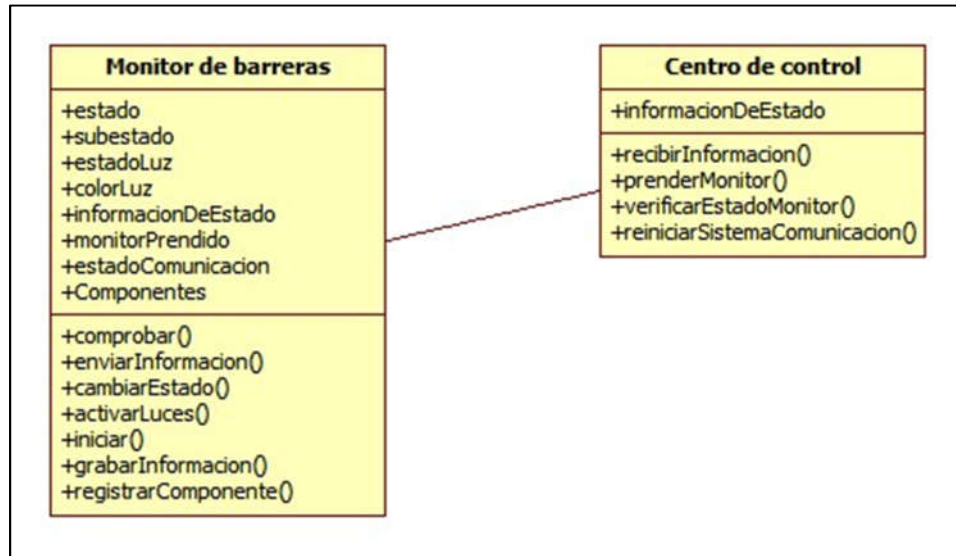 Monitor de barreras
+estado
+subestado
+estadoLuz
+colorLuz
+informacionDeEstado
+monitorPrendido
+estadoComunicacion
+Componentes
+comprobar()
+enviarInformacion()
+cambiarEstado()
+activarLuces()
+iniciar()
+grabarInformacion()
+registrarComponente()
Centro de control
+informacionDeEstado
+recibirInformacion()
+prenderMonitor()
+verificarEstadoMonitor()
+reiniciarSistemaComunicacion()